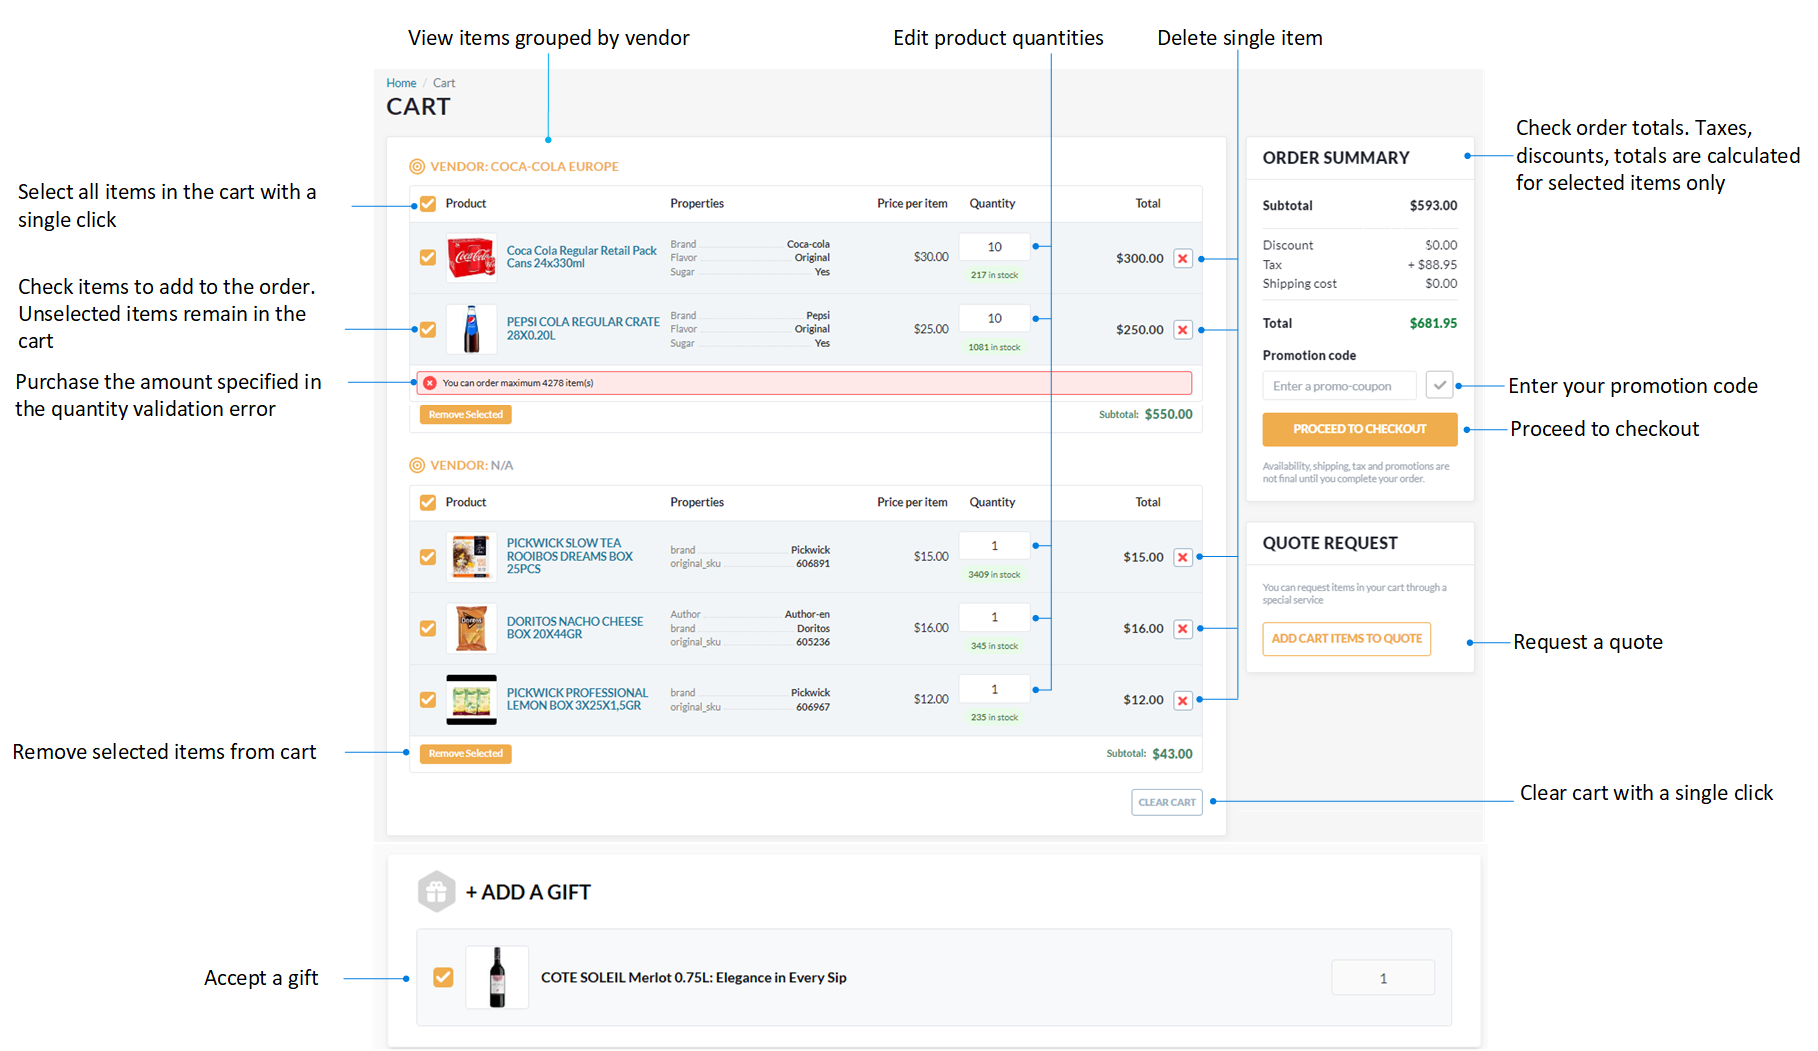 View items grouped by vendor
Edit product quantities
Delete single item
Home / Cart
CART
Check order totals. Taxes,
discounts, totals are calculated
for selected items only
Select all items in the cart with a
single click
Check items to add to the order.
Unselected items remain in the
cart
Purchase the amount specified in
the quantity validation error
Remove selected items from cart
Accept a gift
VENDOR: COCA-COLA EUROPE
Product Properties Price per item Quantity Total
Coca Cola Regular Retail Pack
Cans 24x330ml
Brand Coca-cola
Flavor Original
Sugar Yes
$30.00
10
217 in stock
$300.00
PEPSI COLA REGULAR CRATE
28X0.20L
Brand Pepsi
Flavor Original
Sugar Yes
$25.00
10
1081 in stock
$250.00
You can order maximum 4278 item(s)
Remove Selected
Subtotal: $550.00
VENDOR: N/A
Product Properties Price per item Quantity Total
PICKWICK SLOW TEA
ROOIBOS DREAMS BOX
25PCS
brand Pickwick
original_sku 606891
$15.00
1
3409 in stock
$15.00
Doritos
DORITOS NACHO CHEESE
BOX 20X44GR
Author Author-en
brand Doritos
original_sku 605236
$16.00
1
345 in stock
$16.00
PICKWICK PROFESSIONAL
LEMON BOX 3X25X1,5GR
brand Pickwick
original_sku 606967
$12.00
1
235 in stock
$12.00
Remove Selected
Subtotal: $43.00
CLEAR CART
ORDER SUMMARY
Subtotal $593.00
Discount $0.00
Tax + $88.95
Shipping cost $0.00
Total $681.95
Promotion code
Enter a promo-coupon
PROCEED TO CHECKOUT
Availability, shipping, tax and promotions are
not final until you complete your order.
QUOTE REQUEST
You can request items in your cart through a
special service
ADD CART ITEMS TO QUOTE
Enter your promotion code
Proceed to checkout
Request a quote
Clear cart with a single click
+ ADD A GIFT
COTE SOLEIL Merlot 0.75L: Elegance in Every Sip
1